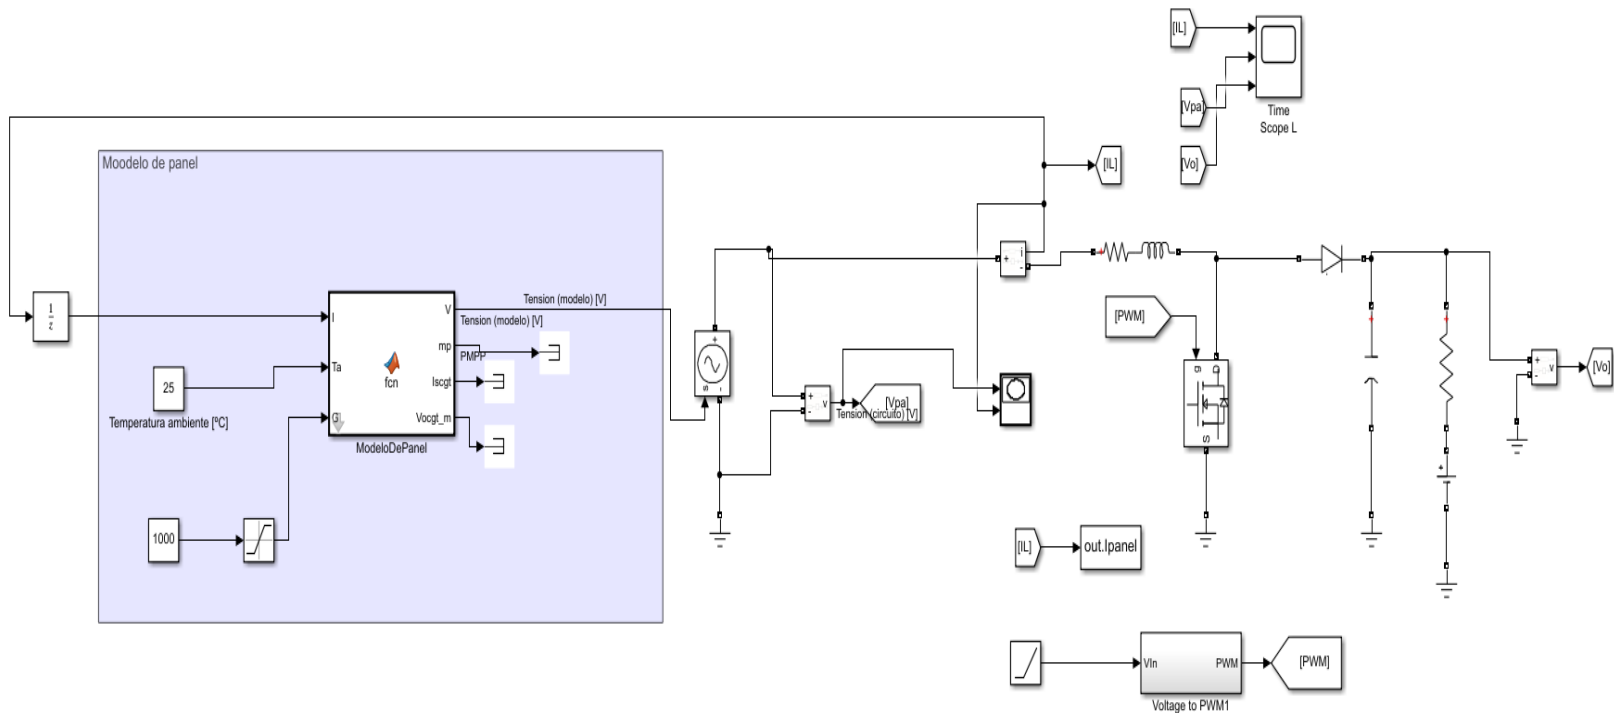 [IL]
[Vpa]
[Vo]
Time
Scope L
Moodelo de panel
[IL]
1
z
I
Ta
G
fcn
V
mp
Iscgt
Vocgt_m
ModeloDePanel
Tension (modelo) [V]
Tension (modelo) [V]
PMPP
25
Temperatura ambiente [ºC]
1000
s
+
-
+
-
v
[Vpa]
Tension (circuito) [V]
+
i
-
[PWM]
g
D
S
+
+
+
+
-
v
[Vo]
[IL]
out.Ipanel
VIn
PWM
Voltage to PWM1
[PWM]